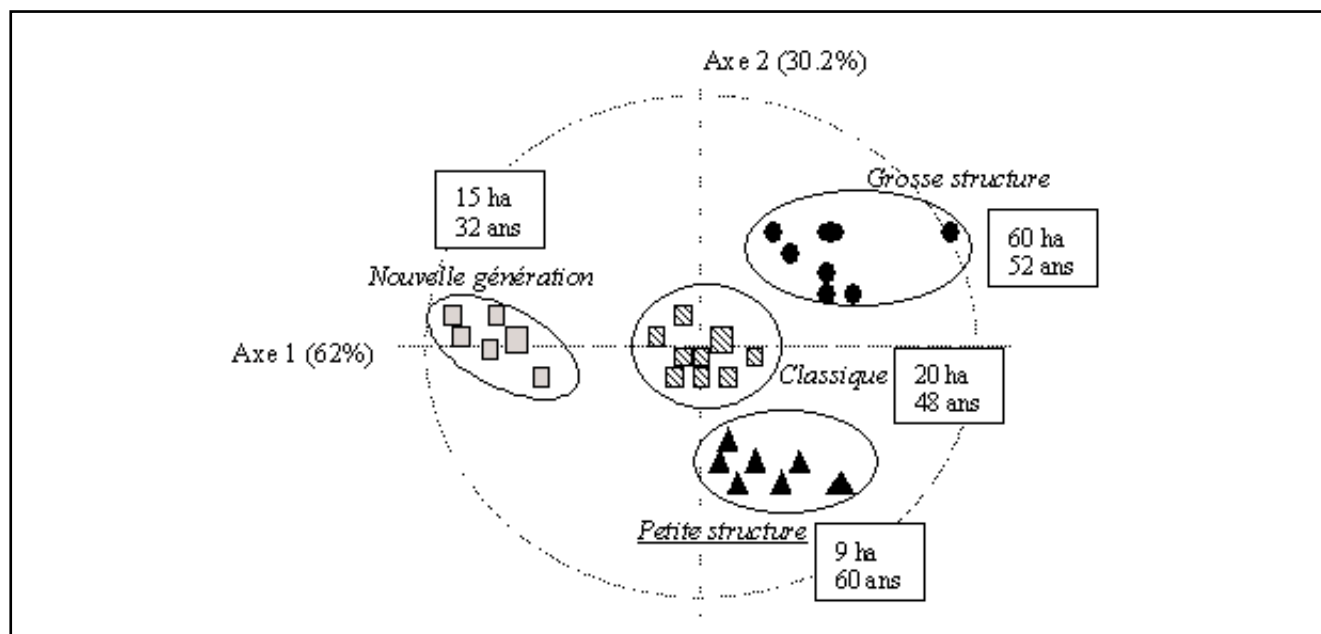 Axe 2 (30.2%)
Grosse structure
15 ha
32 ans
60 ha
52 ans
Nouvelle génération
Axe 1 (62%)
Classique
20 ha
48 ans
Petite structure
9 ha
60 ans